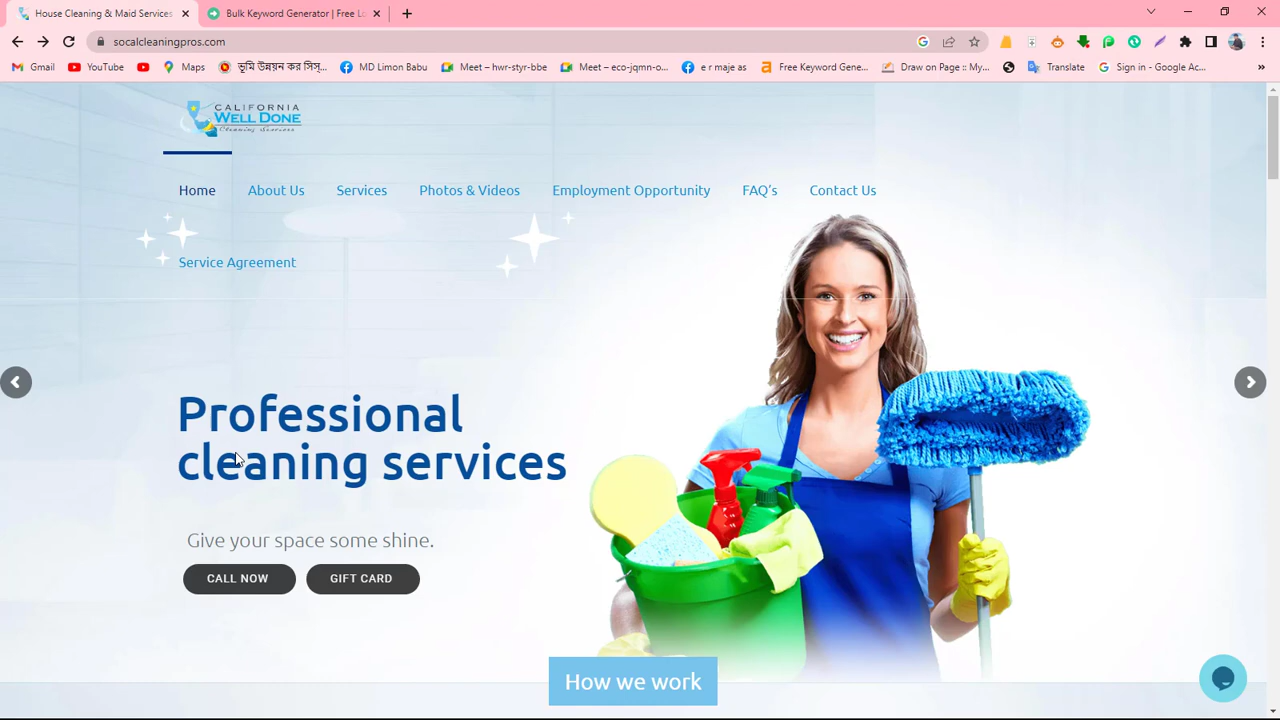 House Cleaning & Maid Services
Bulk Keyword Generator | Free Lo
socalcleaningpros.com
Gmail YouTube Maps ভূমি উন্নয়ন কর সিস্... MD Limon Babu Meet – hwr-styr-bbe Meet – eco-jqmn-o... e r maje as Free Keyword Gene... Draw on Page :: My... Translate Sign in - Google Ac...
CALIFORNIA
WELL DONE
Cleaning Services
Home About Us Services Photos & Videos Employment Opportunity FAQ’s Contact Us
Service Agreement
Professional
cleaning services
Give your space some shine.
CALL NOW GIFT CARD
How we work